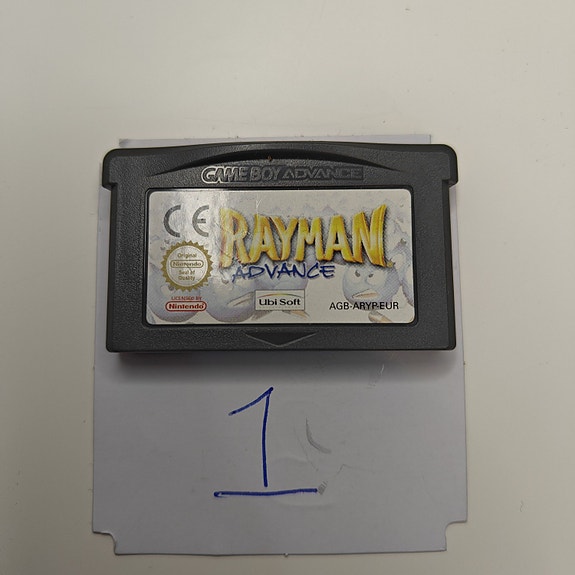 GAME BOY ADVANCE
CE
RAYMAN
ADVANCE
Original
Nintendo
Seal of
Quality
LICENSED BY
Nintendo
Ubi Soft
AGB-ARYP-EUR
1